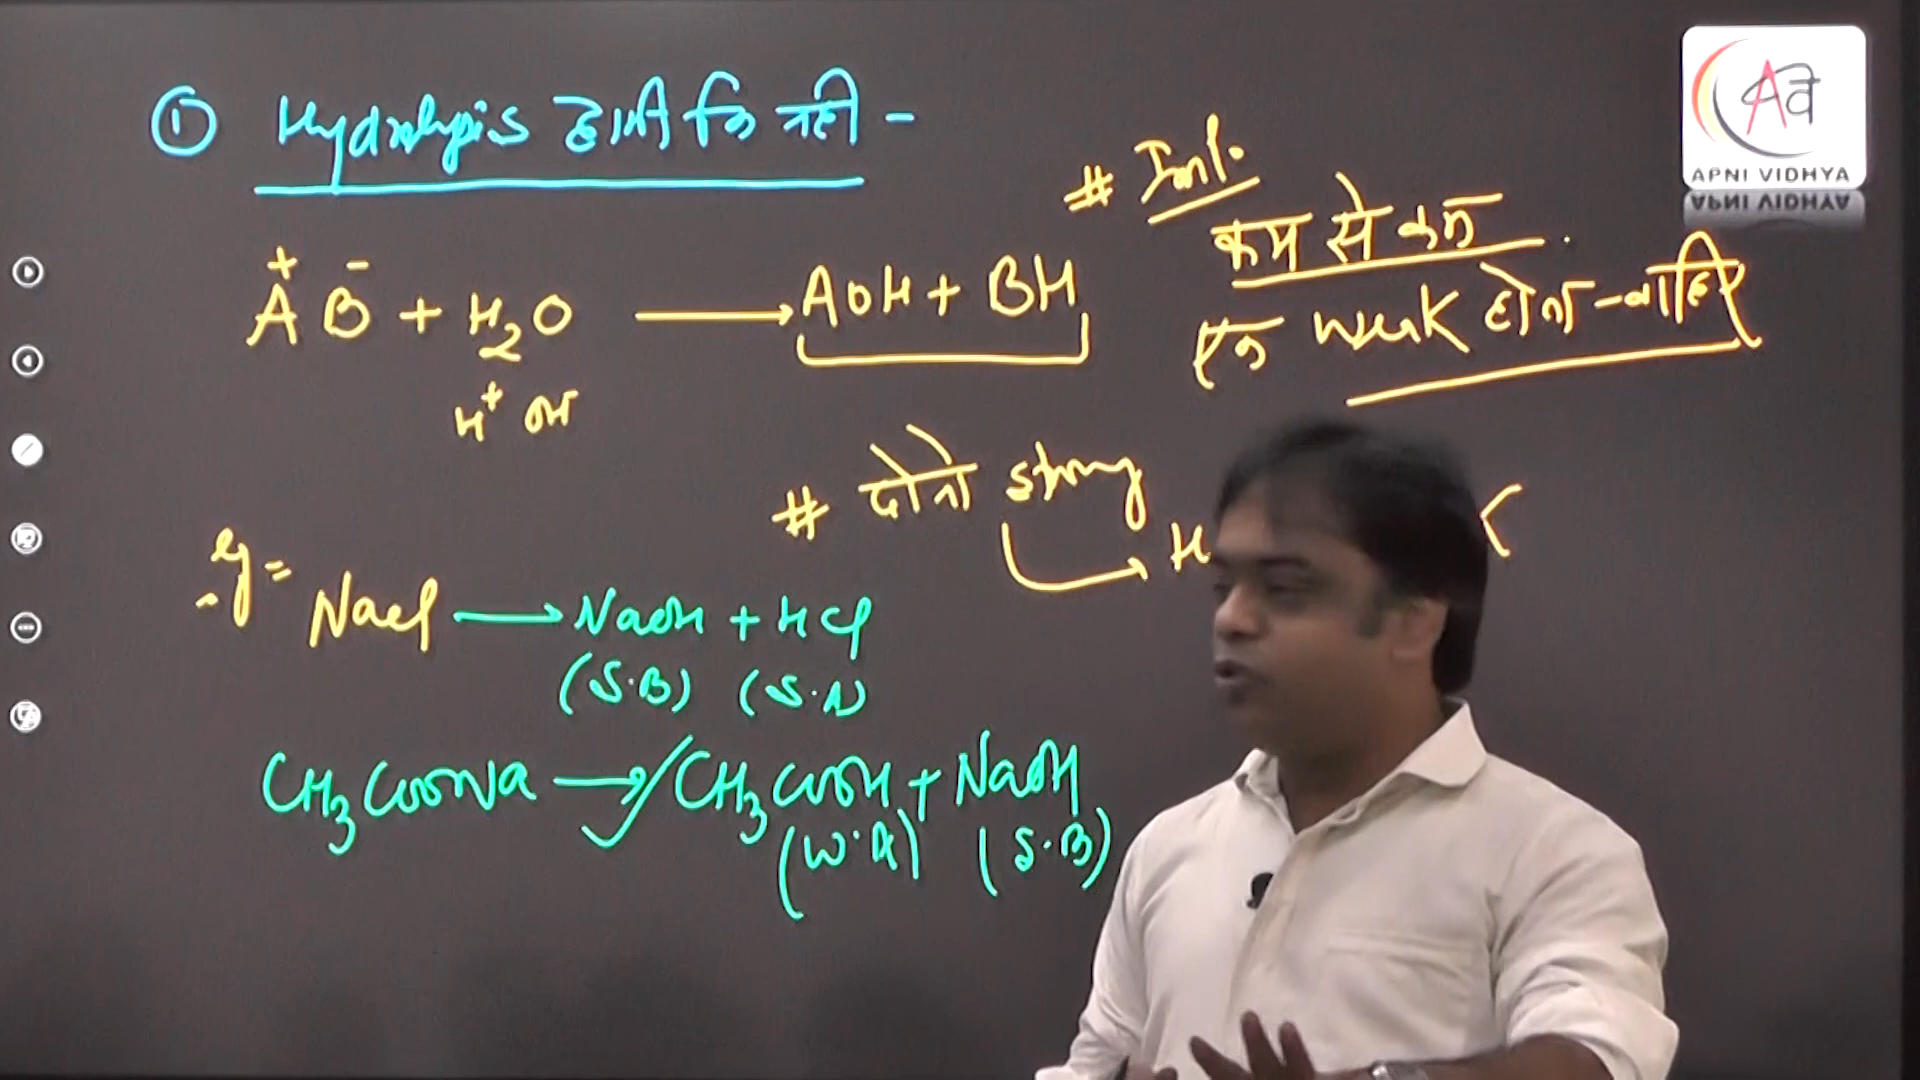 ① Hydrolysis होगी कि नहीं -
# Imp.
कम से कम
एक weak होना चाहिए
A⁺ B⁻ + H₂O → AOH + BH
H⁺ OH
# दोनो strong
H
eg = NaCl → NaOH + HCl
(S.B) (S.A)
CH₃COONa → CH₃COOH + NaOH
(W.A) (S.B)
APNI VIDHYA